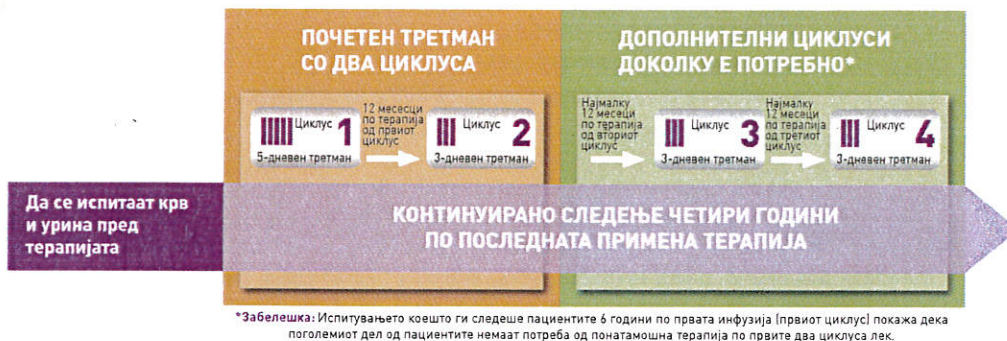 ПОЧЕТЕН ТРЕТМАН
СО ДВА ЦИКЛУСА
Циклус 1
5-дневен третман
12 месесци
по терапија
од првиот
циклус
Циклус 2
3-дневен третман
ДОПОЛНИТЕЛНИ ЦИКЛУСИ
ДОКОЛКУ Е ПОТРЕБНО*
Најмалку
12 месеци
по терапија
од вториот
циклус
Циклус 3
3-дневен третман
Најмалку
12 месеци
по терапија
од третиот
циклус
Циклус 4
3-дневен третман
Да се испитаат крв
и урина пред
терапијата
КОНТИНУИРАНО СЛЕДЕЊЕ ЧЕТИРИ ГОДИНИ
ПО ПОСЛЕДНАТА ПРИМЕНА ТЕРАПИЈА
*Забелешка: Испитувањето коешто ги следеше пациентите 6 години по првата инфузија (првиот циклус) покажа дека
поголемиот дел од пациентите немаат потреба од понатамошна терапија по првите два циклуса лек.